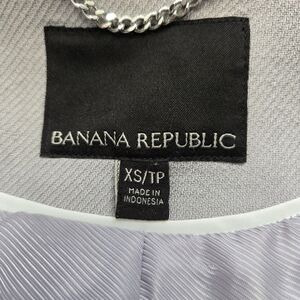 BANANA REPUBLIC
XS/TP
MADE IN
INDONESIA